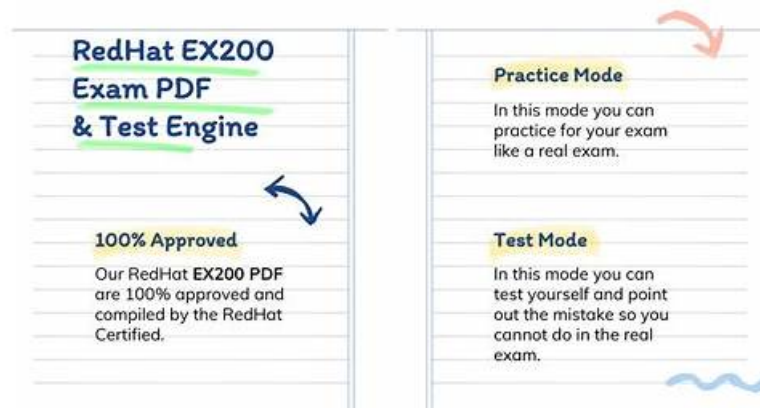 RedHat EX200
Exam PDF
& Test Engine
100% Approved
Our RedHat EX200 PDF
are 100% approved and
compiled by the RedHat
Certified.
Practice Mode
In this mode you can
practice for your exam
like a real exam.
Test Mode
In this mode you can
test yourself and point
out the mistake so you
cannot do in the real
exam.